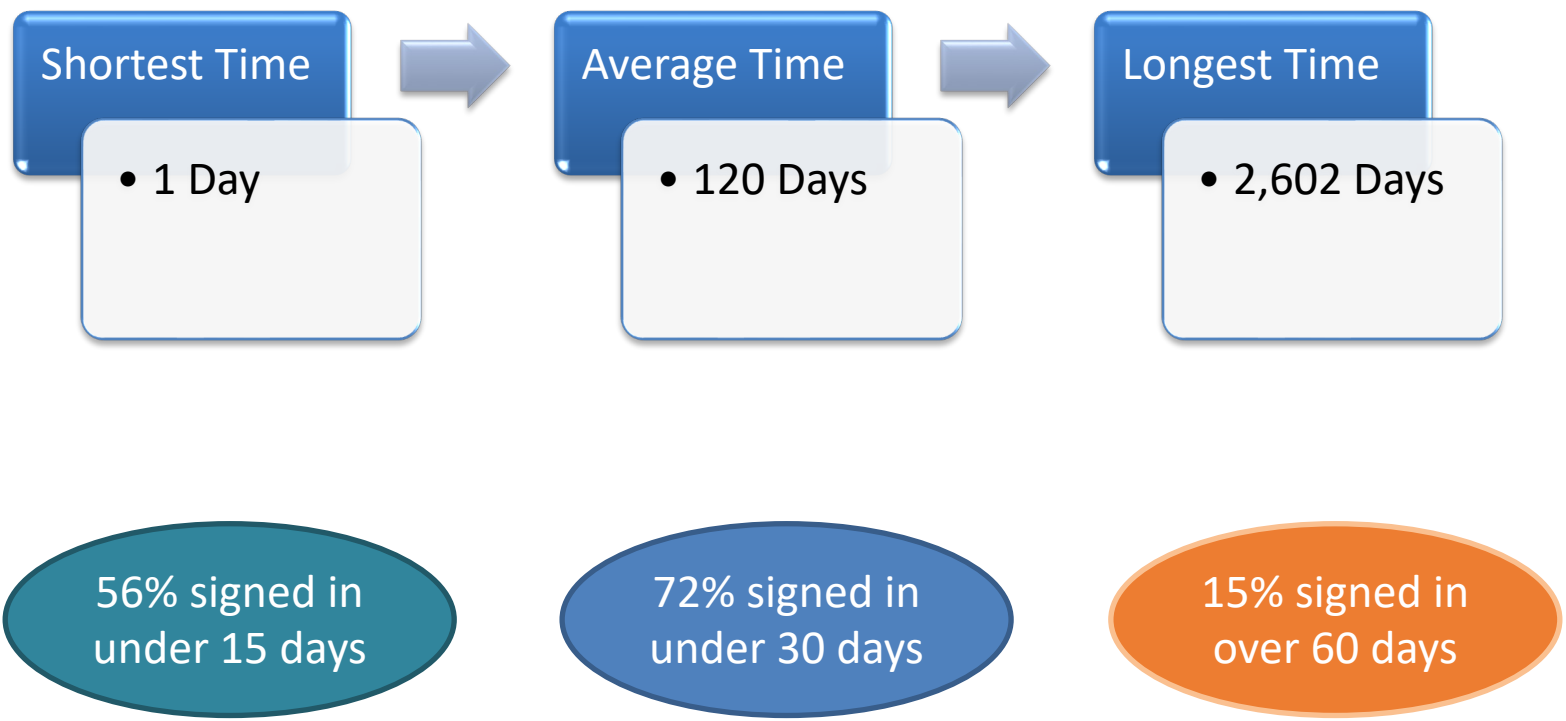 Shortest Time
• 1 Day
Average Time
• 120 Days
Longest Time
• 2,602 Days
56% signed in
under 15 days
72% signed in
under 30 days
15% signed in
over 60 days